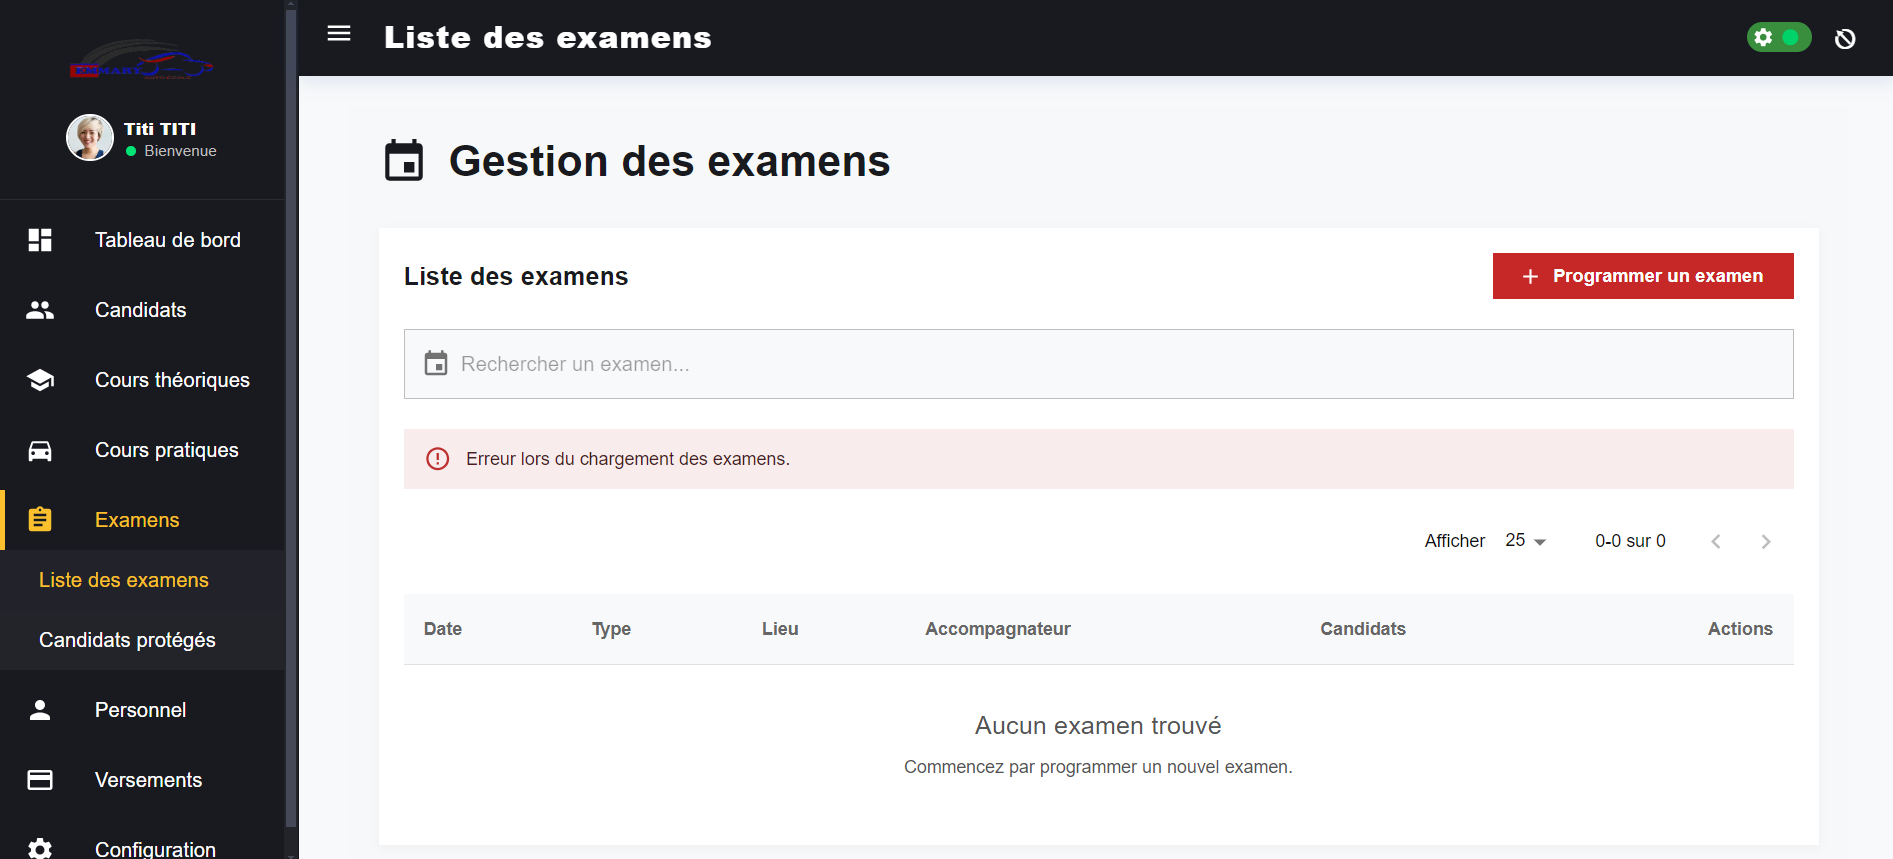 Liste des examens
Titi TITI
Bienvenue
Tableau de bord
Candidats
Cours théoriques
Cours pratiques
Examens
Liste des examens
Candidats protégés
Personnel
Versements
Configuration
Gestion des examens
Liste des examens
Programmer un examen
Rechercher un examen...
Erreur lors du chargement des examens.
Afficher 25 0-0 sur 0
Date Type Lieu Accompagnateur Candidats Actions
Aucun examen trouvé
Commencez par programmer un nouvel examen.